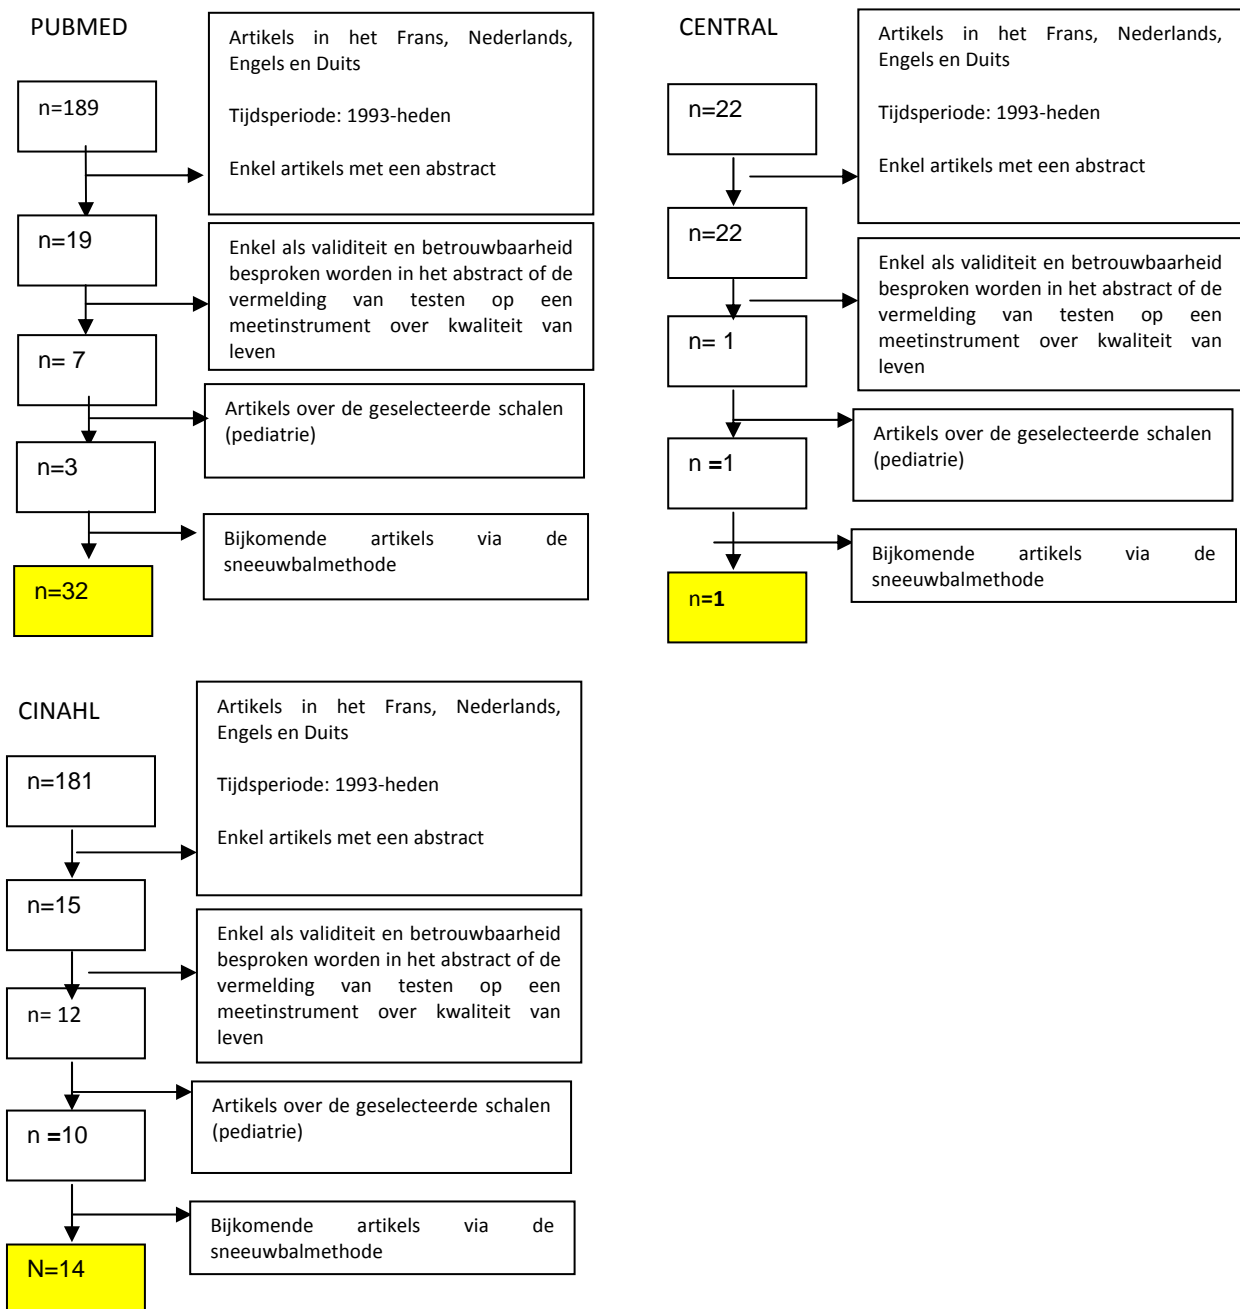 PUBMED
n=189
Artikels in het Frans, Nederlands,
Engels en Duits
Tijdsperiode: 1993-heden
Enkel artikels met een abstract
n=19
Enkel als validiteit en betrouwbaarheid
besproken worden in het abstract of de
vermelding van testen op een
meetinstrument over kwaliteit van
leven
n= 7
Artikels over de geselecteerde schalen
(pediatrie)
n=3
Bijkomende artikels via de
sneeuwbalmethode
n=32
CENTRAL
n=22
Artikels in het Frans, Nederlands,
Engels en Duits
Tijdsperiode: 1993-heden
Enkel artikels met een abstract
n=22
Enkel als validiteit en betrouwbaarheid
besproken worden in het abstract of de
vermelding van testen op een
meetinstrument over kwaliteit van
leven
n= 1
Artikels over de geselecteerde schalen
(pediatrie)
n =1
Bijkomende artikels via de
sneeuwbalmethode
n=1
CINAHL
n=181
Artikels in het Frans, Nederlands,
Engels en Duits
Tijdsperiode: 1993-heden
Enkel artikels met een abstract
n=15
Enkel als validiteit en betrouwbaarheid
besproken worden in het abstract of de
vermelding van testen op een
meetinstrument over kwaliteit van
leven
n= 12
Artikels over de geselecteerde schalen
(pediatrie)
n =10
Bijkomende artikels via de
sneeuwbalmethode
N=14